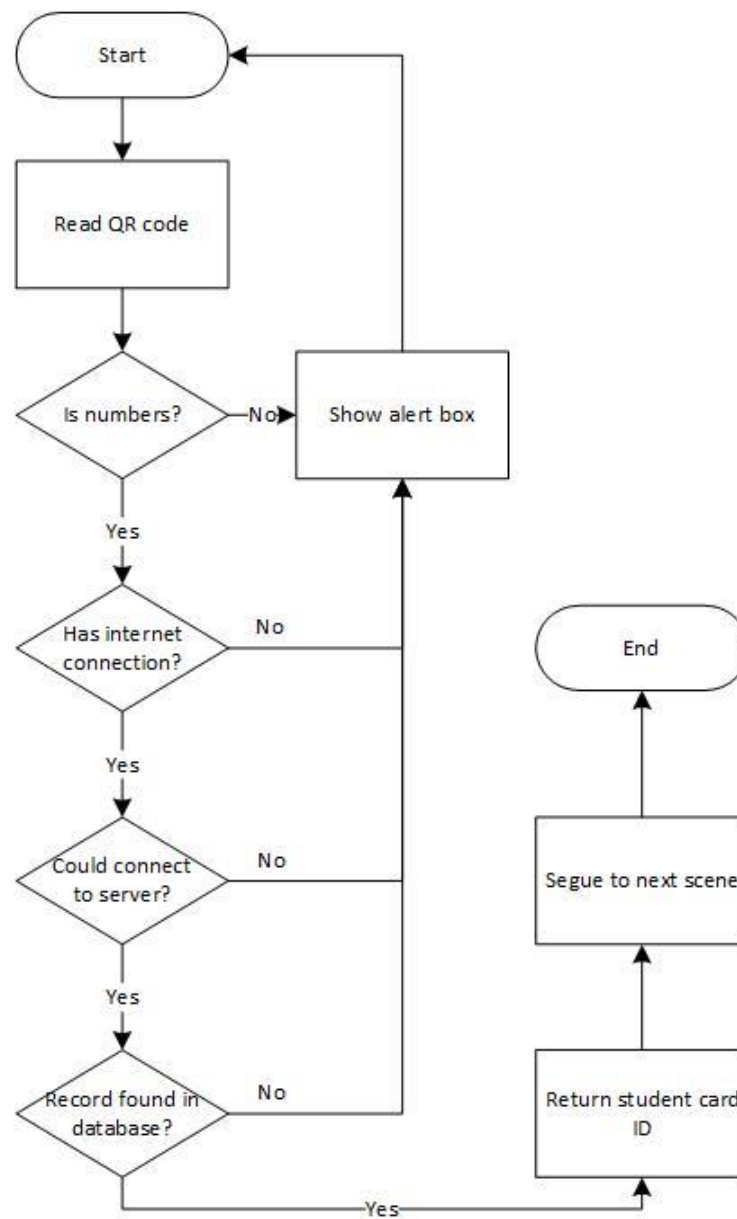 Start
Read QR code
Is numbers?
No
Show alert box
Yes
Has internet
connection?
No
Yes
Could connect
to server?
No
Yes
Record found in
database?
No
Yes
Return student card
ID
Segue to next scene
End